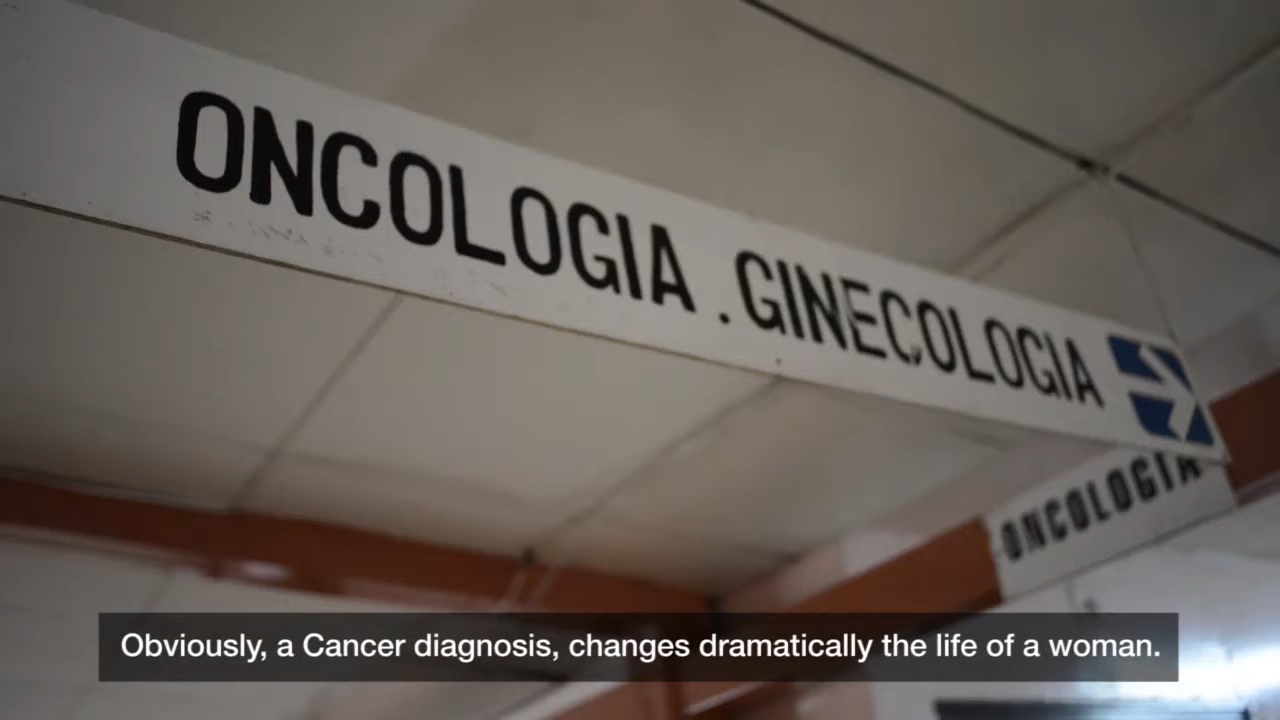 ONCOLOGIA . GINECOLOGIA
ONCOLOGIA
Obviously, a Cancer diagnosis, changes dramatically the life of a woman.